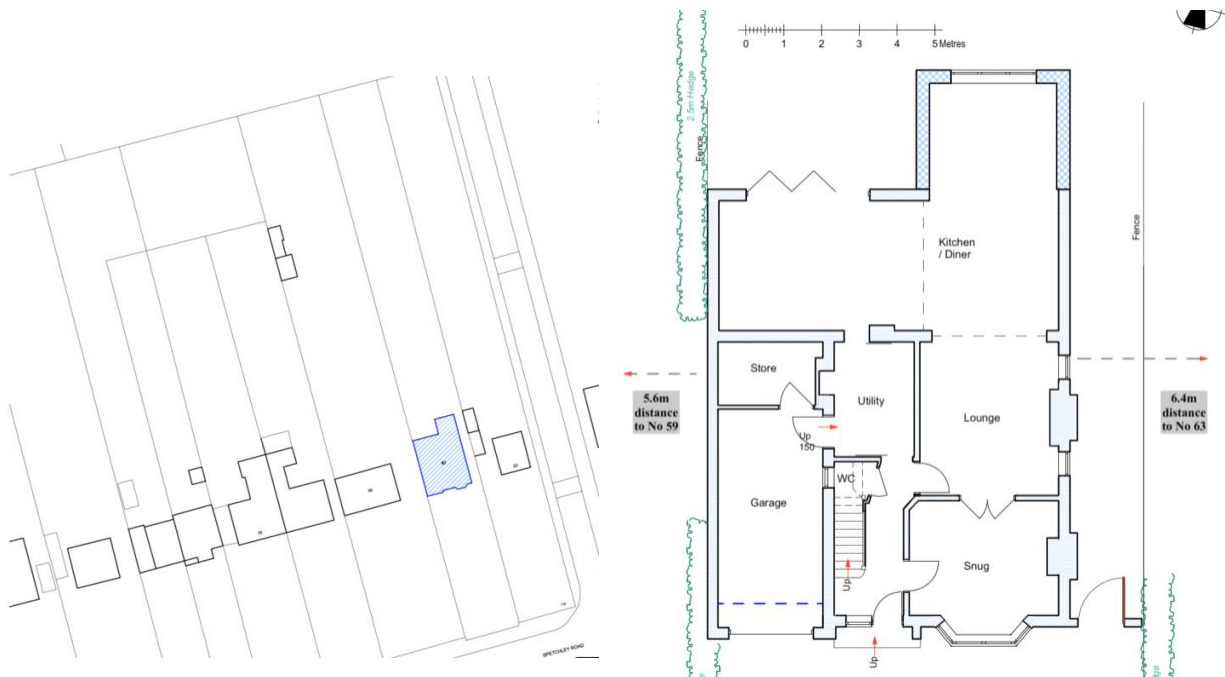 SPETCHLEY ROAD
0 1 2 3 4 5 Metres
2.5m Hedge
Fence
Fence
Kitchen
/ Diner
Store
Utility
Lounge
5.6m
distance
to No 59
6.4m
distance
to No 63
Up
150
WC
Garage
Snug
Up
Up